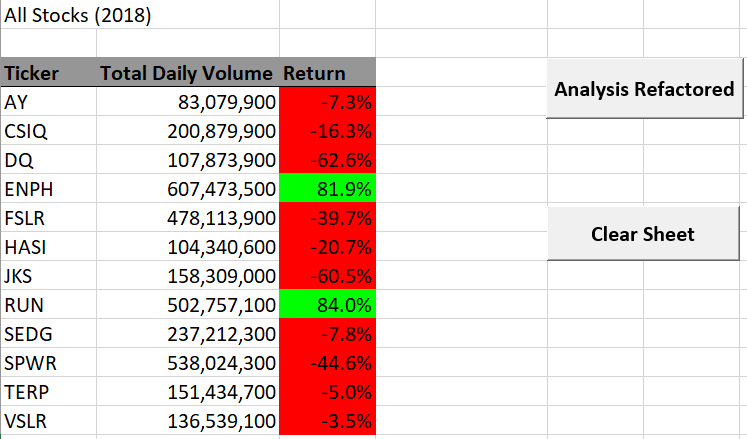 All Stocks (2018)
Ticker Total Daily Volume Return
AY 83,079,900 -7.3%
CSIQ 200,879,900 -16.3%
DQ 107,873,900 -62.6%
ENPH 607,473,500 81.9%
FSLR 478,113,900 -39.7%
HASI 104,340,600 -20.7%
JKS 158,309,000 -60.5%
RUN 502,757,100 84.0%
SEDG 237,212,300 -7.8%
SPWR 538,024,300 -44.6%
TERP 151,434,700 -5.0%
VSLR 136,539,100 -3.5%
Analysis Refactored
Clear Sheet